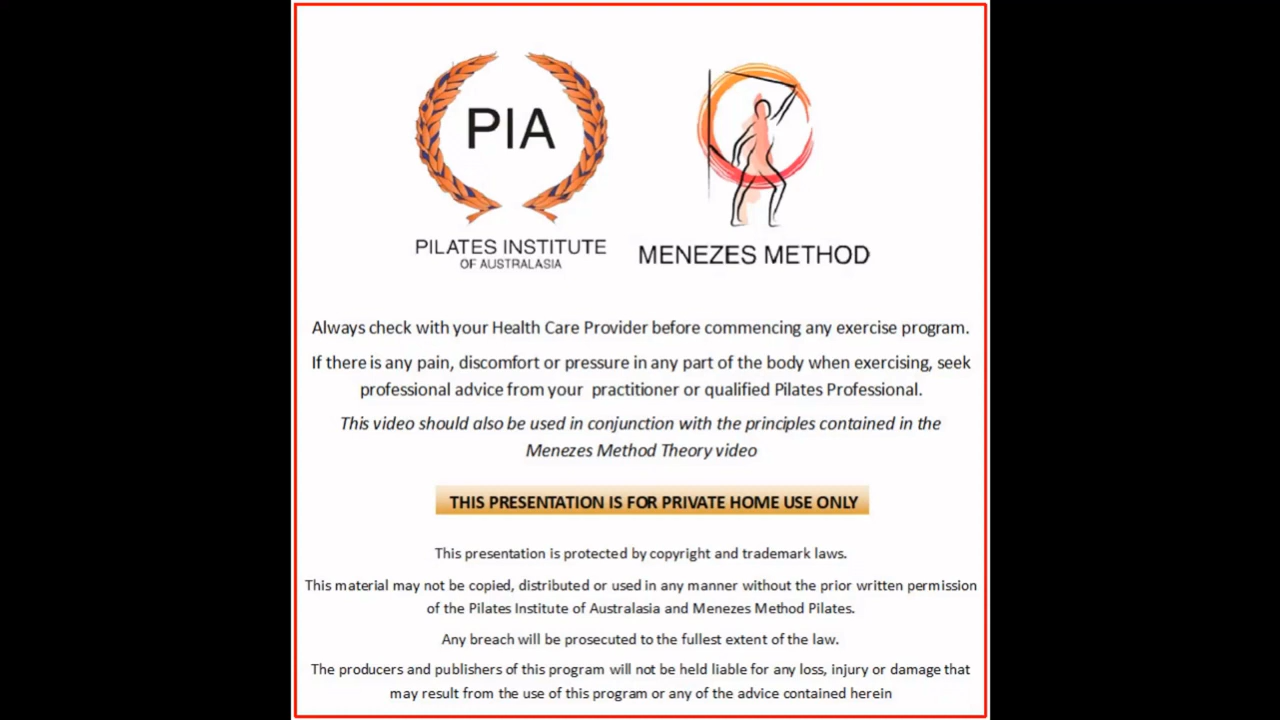 PIA
PILATES INSTITUTE
OF AUSTRALASIA
MENEZES METHOD
Always check with your Health Care Provider before commencing any exercise program.
If there is any pain, discomfort or pressure in any part of the body when exercising, seek
professional advice from your practitioner or qualified Pilates Professional.
This video should also be used in conjunction with the principles contained in the
Menezes Method Theory video
THIS PRESENTATION IS FOR PRIVATE HOME USE ONLY
This presentation is protected by copyright and trademark laws.
This material may not be copied, distributed or used in any manner without the prior written permission
of the Pilates Institute of Australasia and Menezes Method Pilates.
Any breach will be prosecuted to the fullest extent of the law.
The producers and publishers of this program will not be held liable for any loss, injury or damage that
may result from the use of this program or any of the advice contained herein